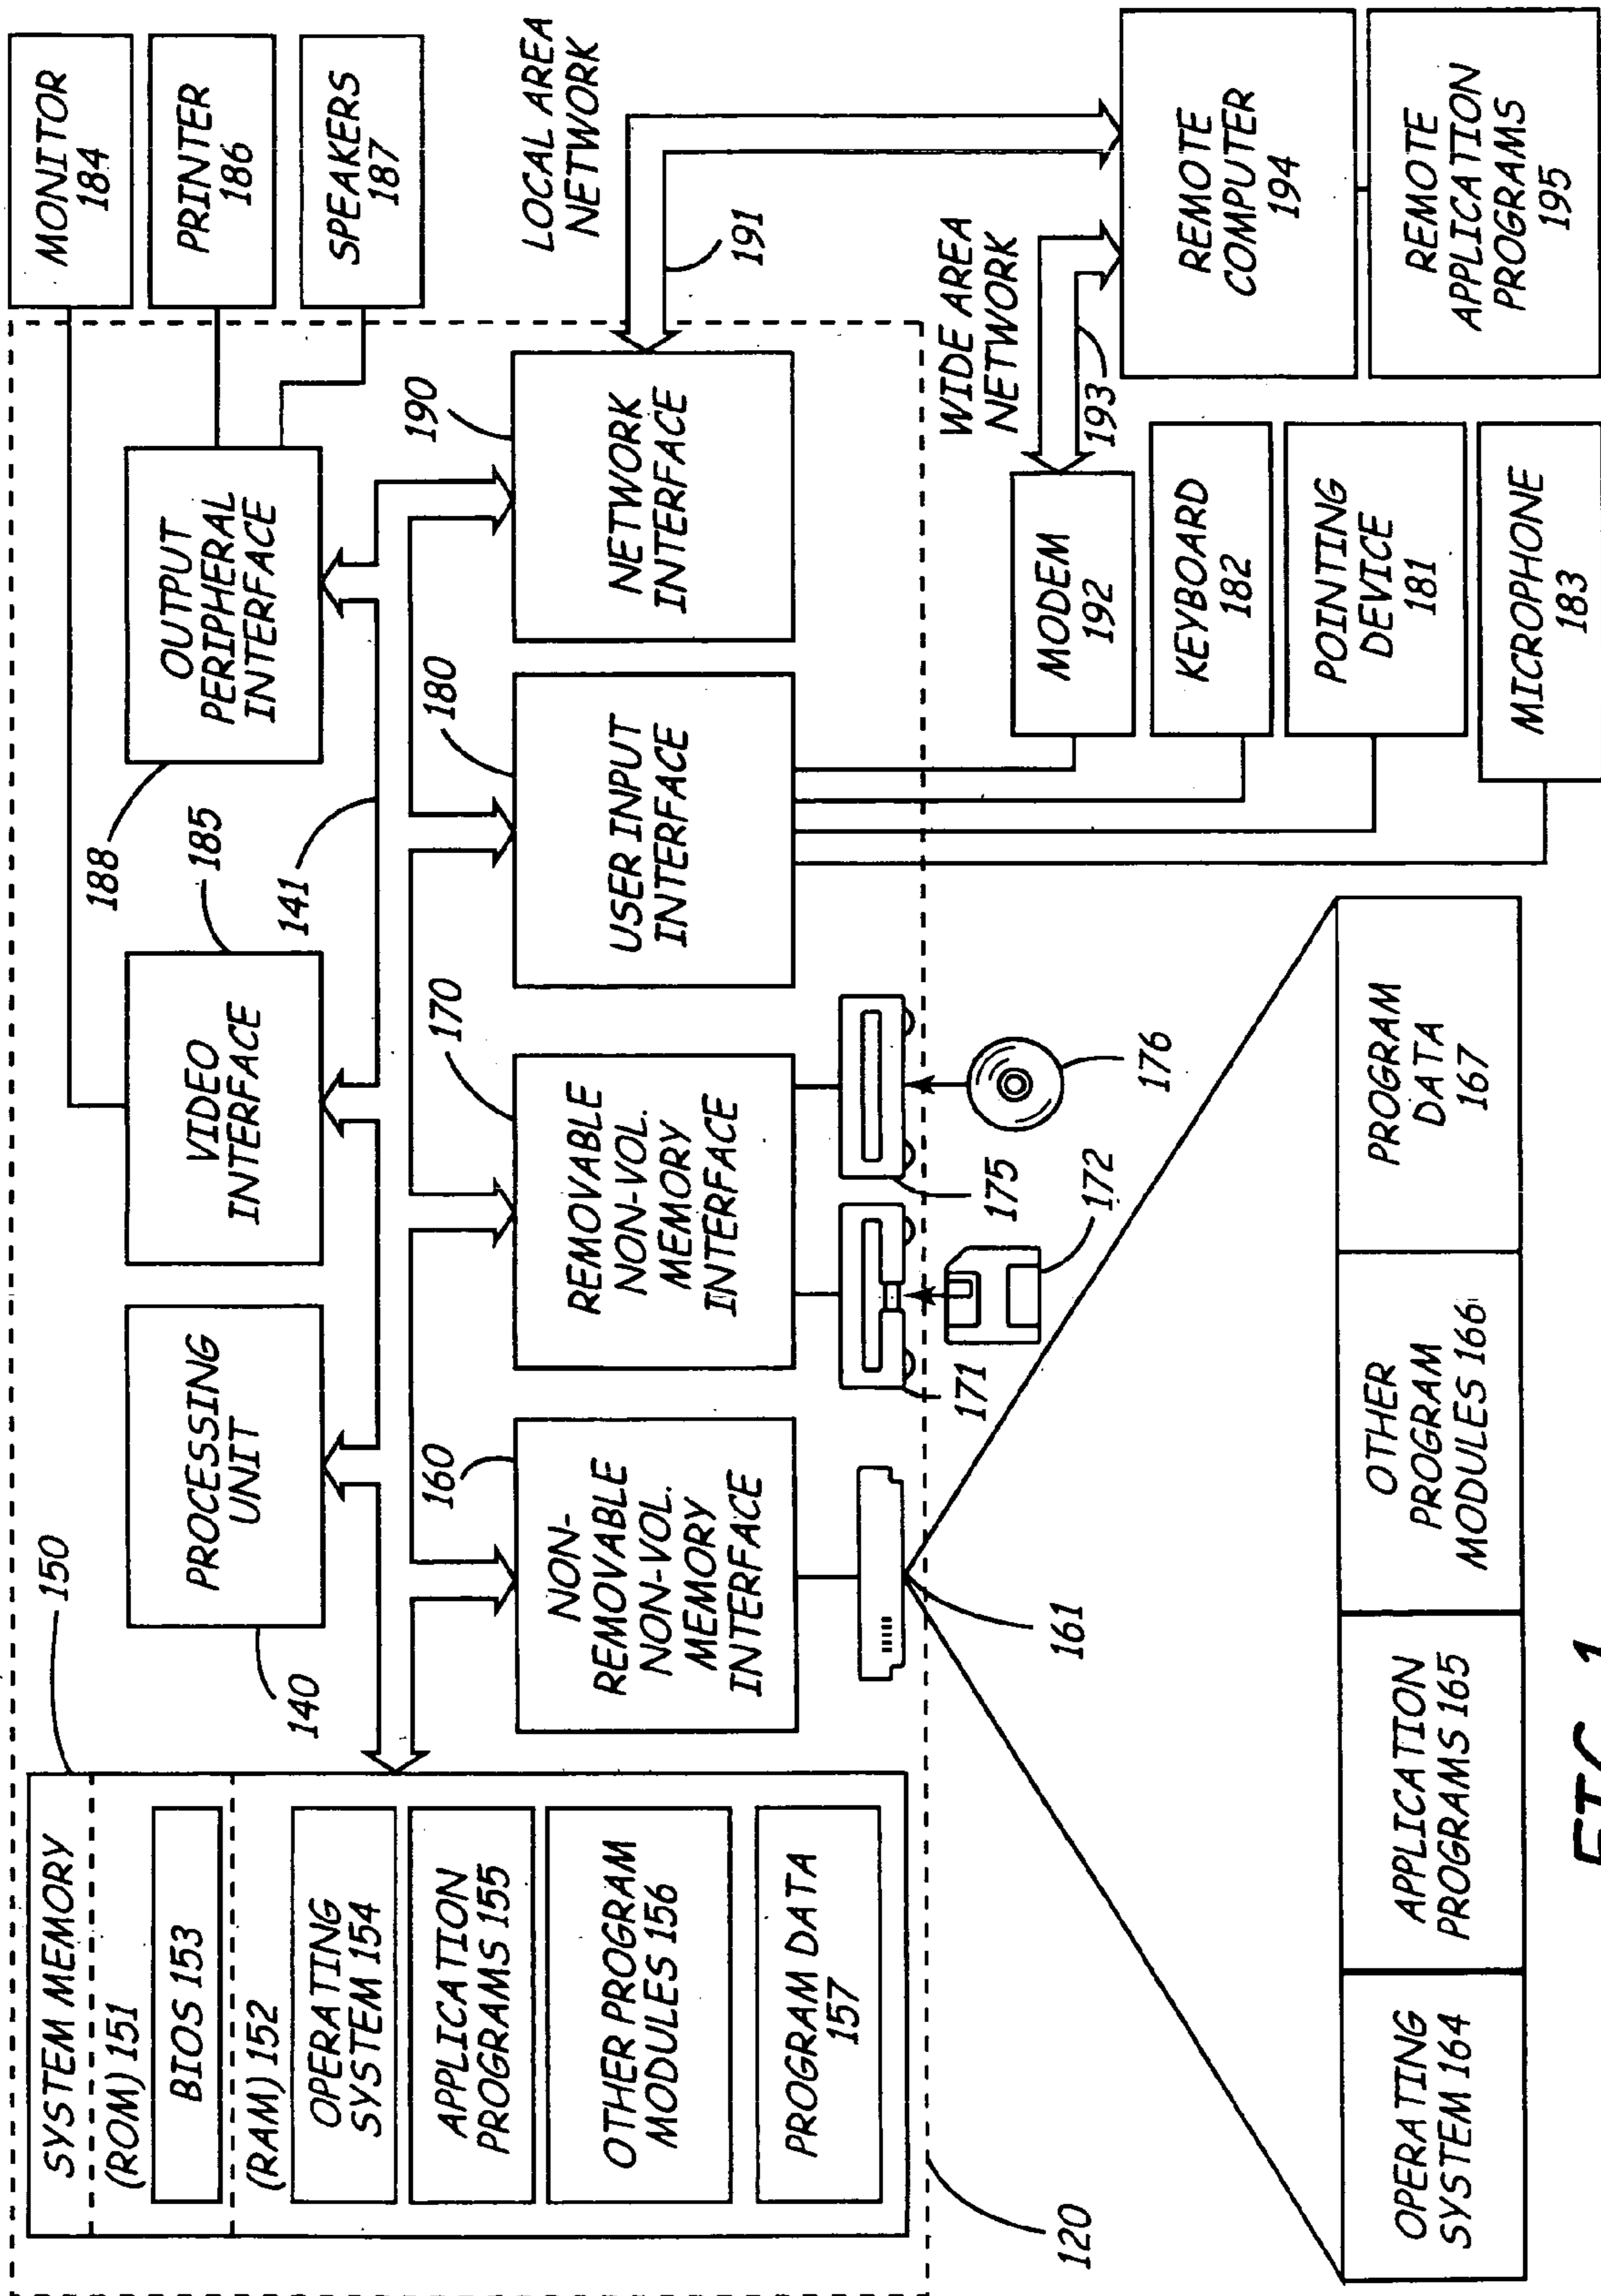 SYSTEM MEMORY
(ROM) 151
BIOS 153
(RAM) 152
OPERATING
SYSTEM 154
APPLICATION
PROGRAMS 155
OTHER PROGRAM
MODULES 156
PROGRAM DATA
157
120
150
140
PROCESSING
UNIT
VIDEO
INTERFACE
185
188
OUTPUT
PERIPHERAL
INTERFACE
141
MONITOR
184
PRINTER
186
SPEAKERS
187
160
NON-
REMOVABLE
NON-VOL.
MEMORY
INTERFACE
170
REMOVABLE
NON-VOL.
MEMORY
INTERFACE
180
USER INPUT
INTERFACE
190
NETWORK
INTERFACE
LOCAL AREA
NETWORK
191
WIDE AREA
NETWORK
193
161
171
172
175
176
MODEM
192
KEYBOARD
182
POINTING
DEVICE
181
MICROPHONE
183
REMOTE
COMPUTER
194
REMOTE
APPLICATION
PROGRAMS
195
OPERATING
SYSTEM 164
APPLICATION
PROGRAMS 165
OTHER
PROGRAM
MODULES 166
PROGRAM
DATA
167
FIG. 1